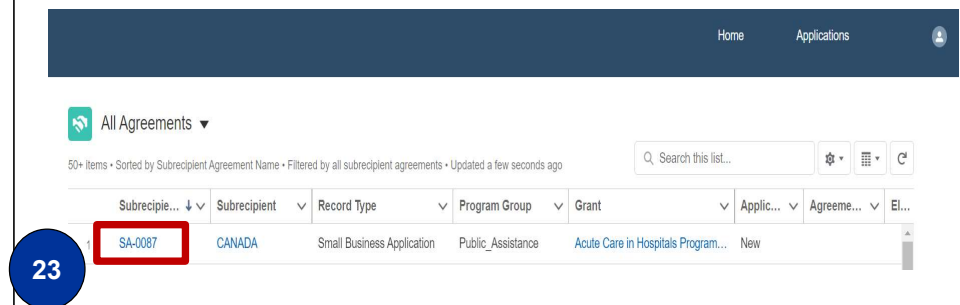 Home Applications
All Agreements
50+ items • Sorted by Subrecipient Agreement Name • Filtered by all subrecipient agreements • Updated a few seconds ago
Search this list...
Subrecipie... Subrecipient Record Type Program Group Grant Applic... Agreeme... El...
1 SA-0087 CANADA Small Business Application Public_Assistance Acute Care in Hospitals Program... New
23